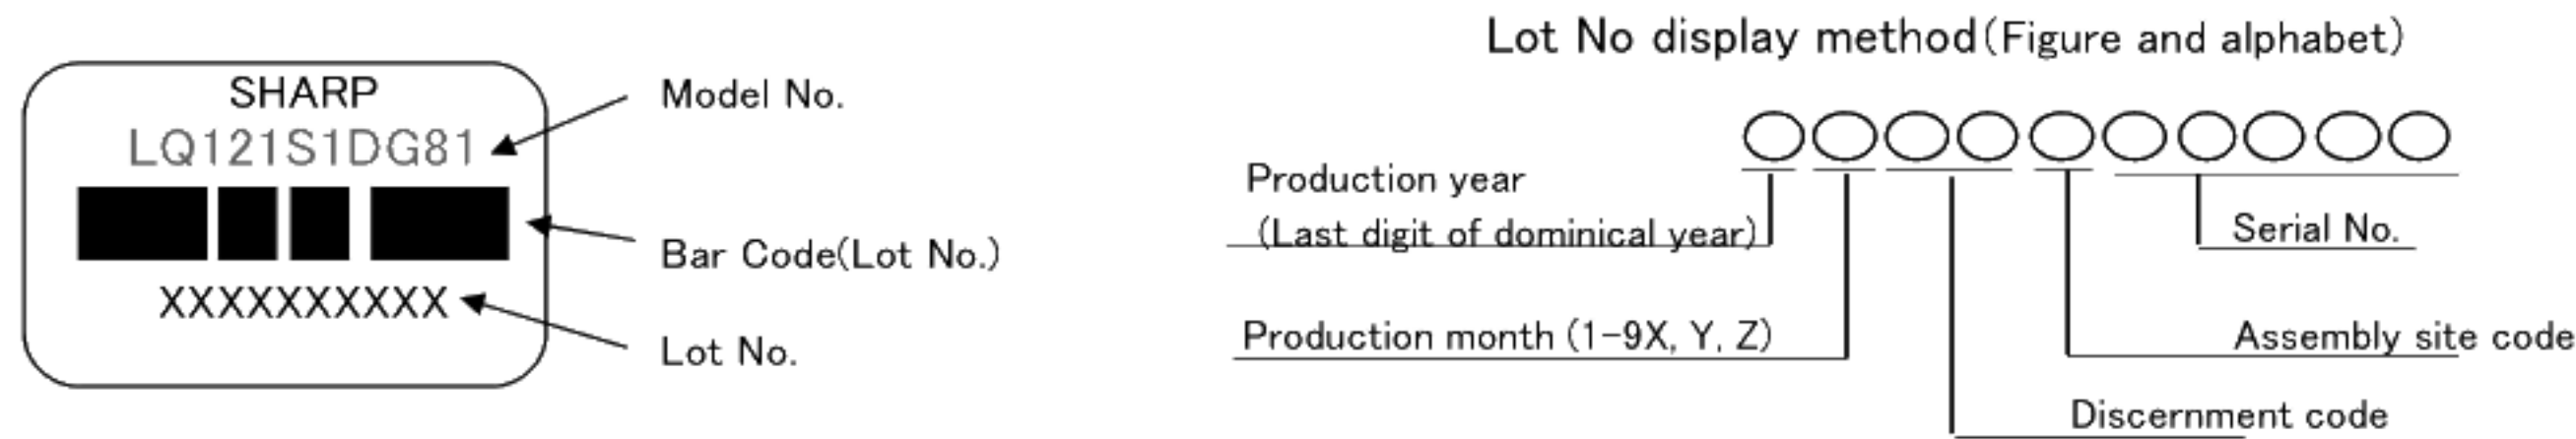 SHARP
LQ121S1DG81
XXXXXXXXXX
Model No.
Bar Code(Lot No.)
Lot No.
Lot No display method(Figure and alphabet)
Production year
(Last digit of dominical year)
Production month (1-9X, Y, Z)
Serial No.
Assembly site code
Discernment code